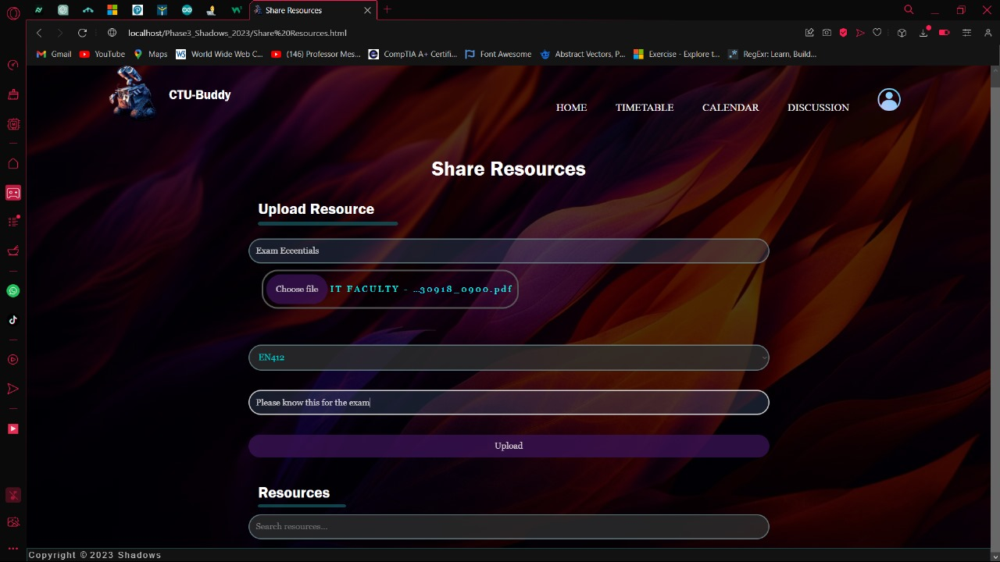 Share Resources
localhost/Phase3_Shadows_2023/Share%20Resources.html
Gmail
YouTube
Maps
World Wide Web C...
(146) Professor Mes...
CompTIA A+ Certifi...
Font Awesome
Abstract Vectors, P...
Exercise - Explore t...
RegExr: Learn, Build...
CTU-Buddy
HOME
TIMETABLE
CALENDAR
DISCUSSION
Share Resources
Upload Resource
Exam Eccentials
Choose file IT FACULTY - ...30918_0900.pdf
EN412
Please know this for the exam
Upload
Resources
Search resources...
Copyright © 2023 Shadows